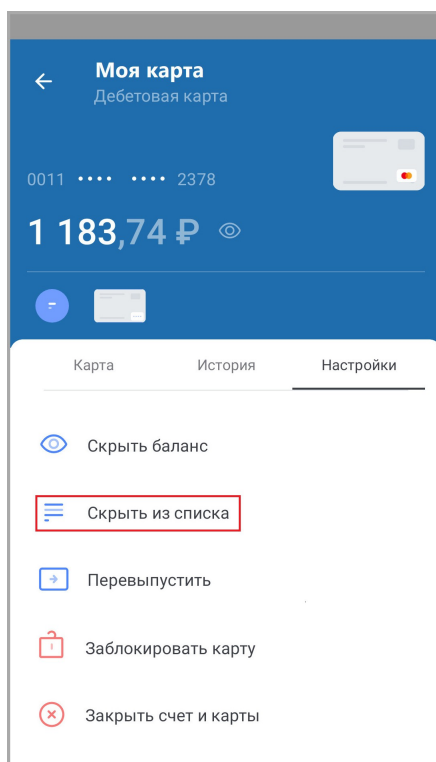 Моя карта
Дебетовая карта
0011 •••• •••• 2378
1 183,74 ₽
Карта История Настройки
Скрыть баланс
Скрыть из списка
Перевыпустить
Заблокировать карту
Закрыть счет и карты